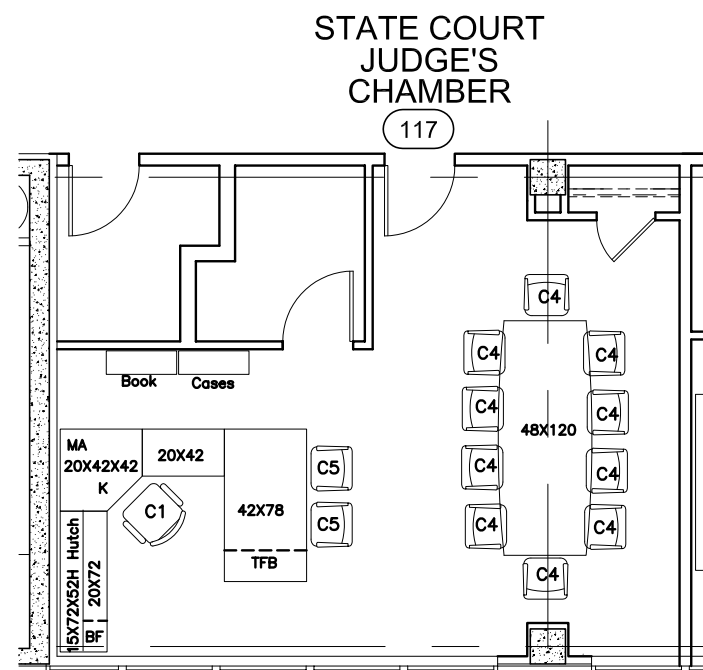 STATE COURT
JUDGE'S
CHAMBER
117
C4
C4
C4
Book
Cases
C4
C4
48X120
MA
20X42X42
20X42
K
C5
C4
C4
C1
42X78
C5
C4
C4
15X72X52H Hutch
20X72
TFB
C4
BF